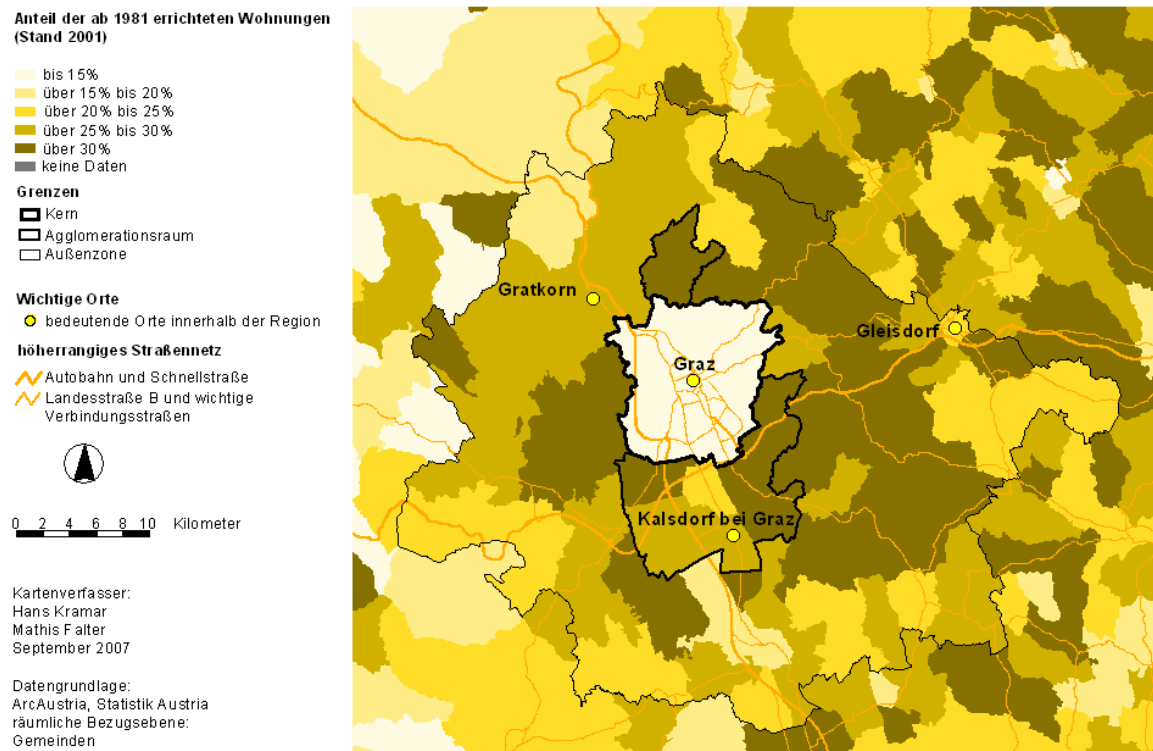 Anteil der ab 1981 errichteten Wohnungen
(Stand 2001)
bis 15%
über 15% bis 20%
über 20% bis 25%
über 25% bis 30%
über 30%
keine Daten
Grenzen
Kern
Agglomerationsraum
Außenzone
Wichtige Orte
bedeutende Orte innerhalb der Region
höherrangiges Straßennetz
Autobahn und Schnellstraße
Landesstraße B und wichtige
Verbindungsstraßen
0 2 4 6 8 10 Kilometer
Kartenverfasser:
Hans Kramar
Mathis Falter
September 2007
Datengrundlage:
ArcAustria, Statistik Austria
räumliche Bezugsebene:
Gemeinden
Gratkorn
Gleisdorf
Graz
Kalsdorf bei Graz